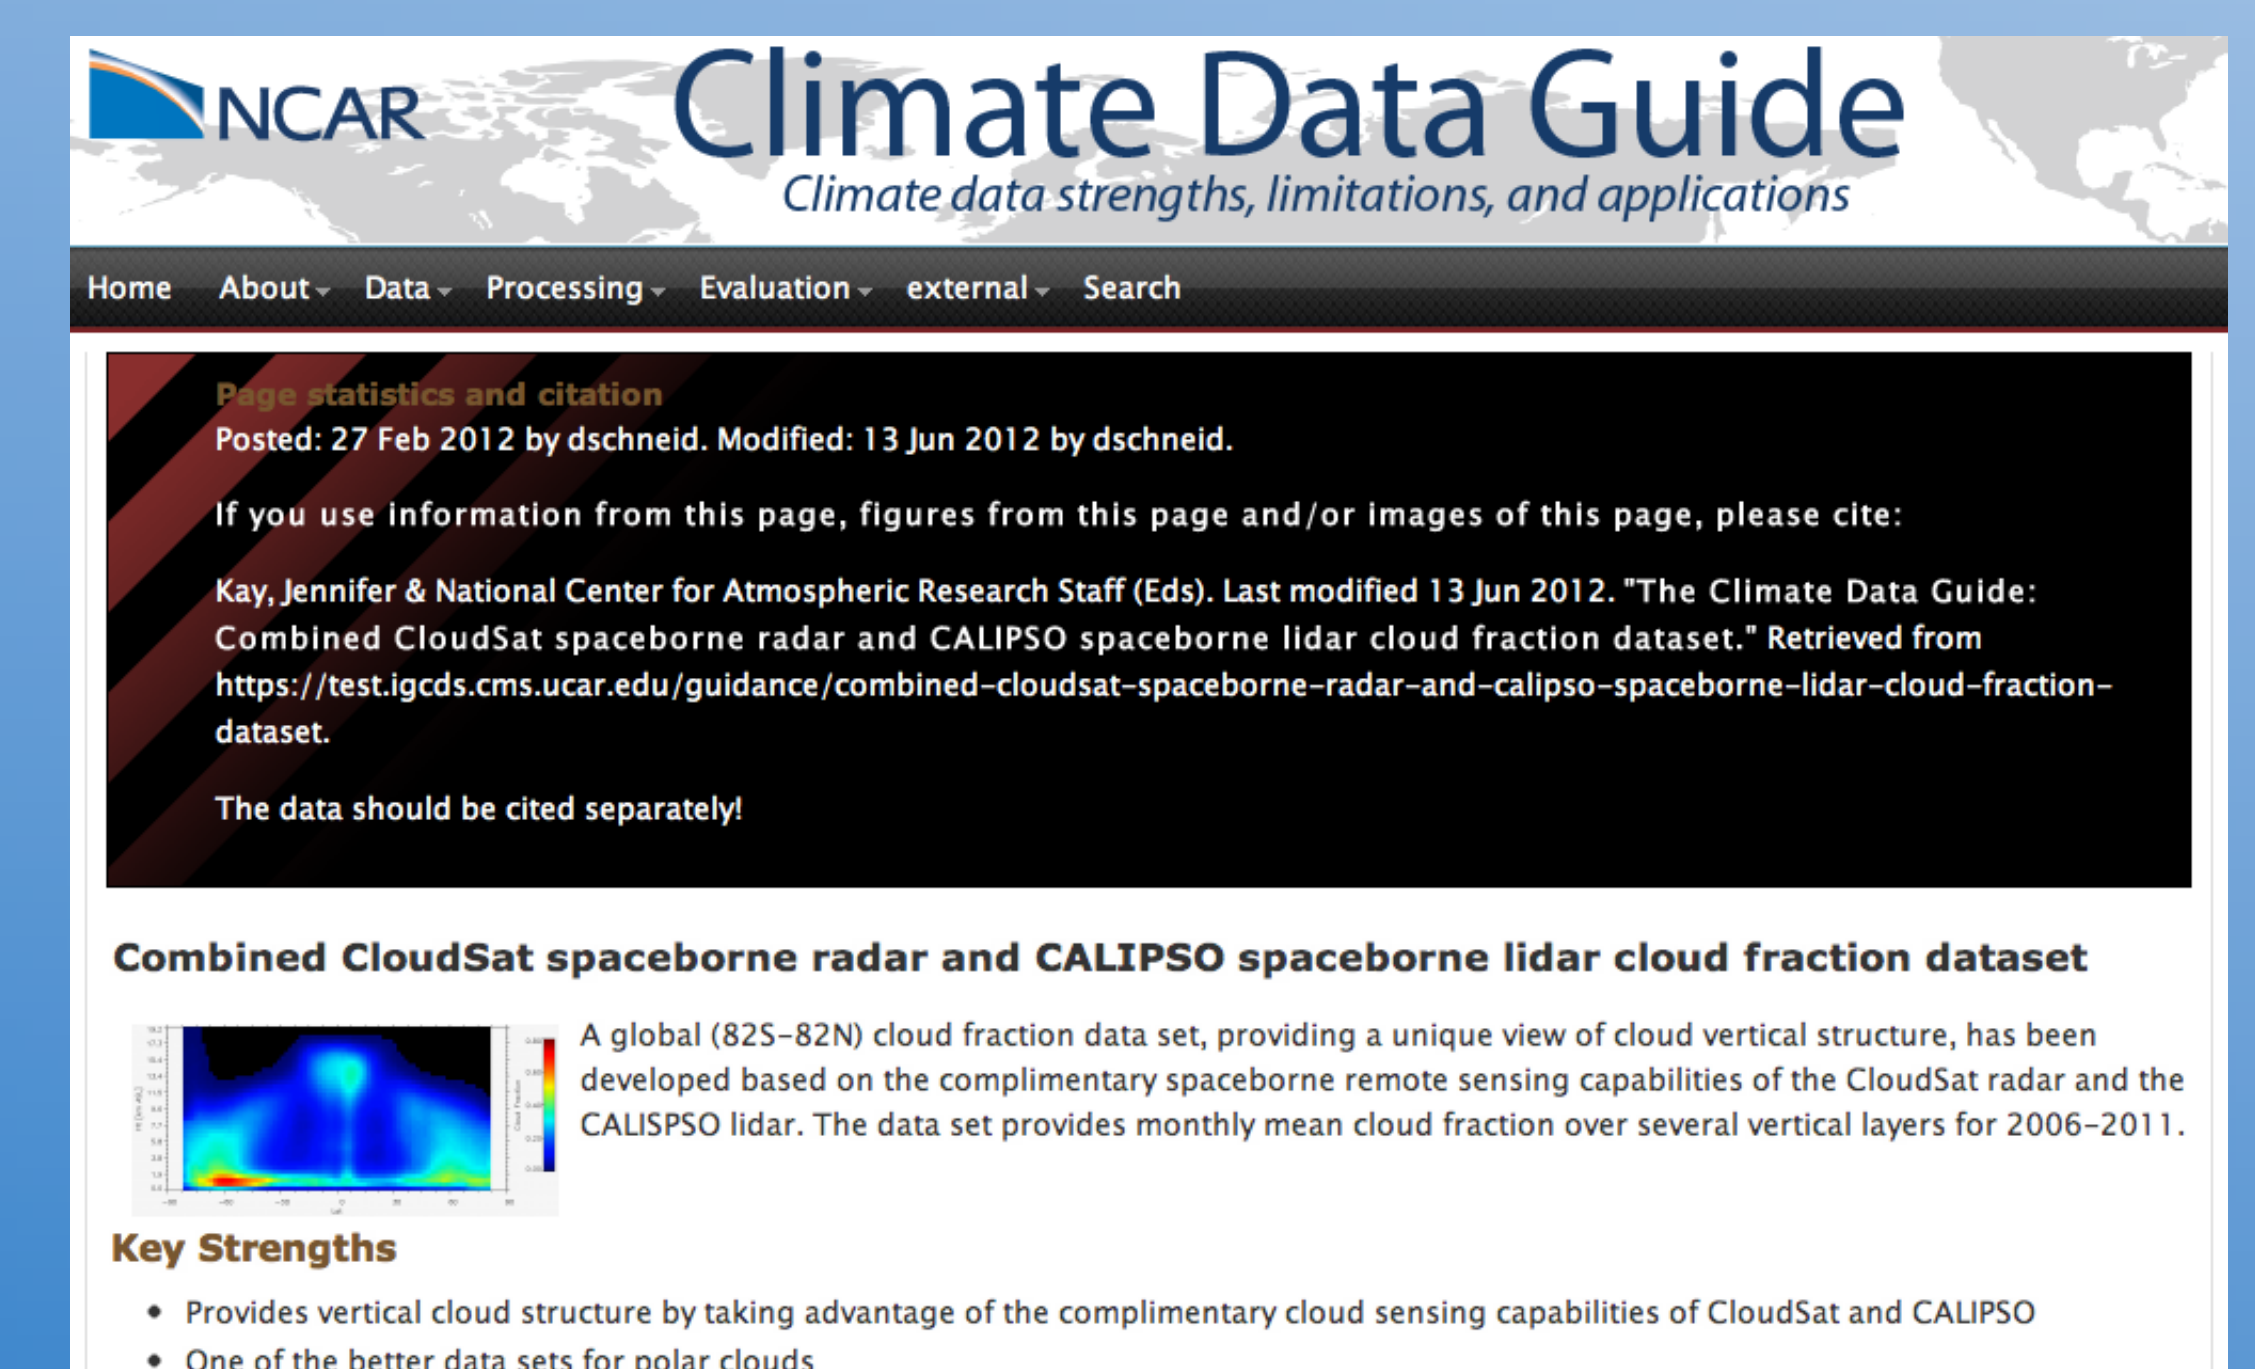 NCAR
Climate Data Guide
Climate data strengths, limitations, and applications
Home About Data Processing Evaluation external Search
Page statistics and citation
Posted: 27 Feb 2012 by dschneid. Modified: 13 Jun 2012 by dschneid.
If you use information from this page, figures from this page and/or images of this page, please cite:
Kay, Jennifer & National Center for Atmospheric Research Staff (Eds). Last modified 13 Jun 2012. "The Climate Data Guide:
Combined CloudSat spaceborne radar and CALIPSO spaceborne lidar cloud fraction dataset." Retrieved from
https://test.igcds.cms.ucar.edu/guidance/combined-cloudsat-spaceborne-radar-and-calipso-spaceborne-lidar-cloud-fraction-
dataset.
The data should be cited separately!
Combined CloudSat spaceborne radar and CALIPSO spaceborne lidar cloud fraction dataset
A global (82S-82N) cloud fraction data set, providing a unique view of cloud vertical structure, has been
developed based on the complimentary spaceborne remote sensing capabilities of the CloudSat radar and the
CALISPSO lidar. The data set provides monthly mean cloud fraction over several vertical layers for 2006-2011.
Key Strengths
• Provides vertical cloud structure by taking advantage of the complimentary cloud sensing capabilities of CloudSat and CALIPSO
• One of the better data sets for polar clouds